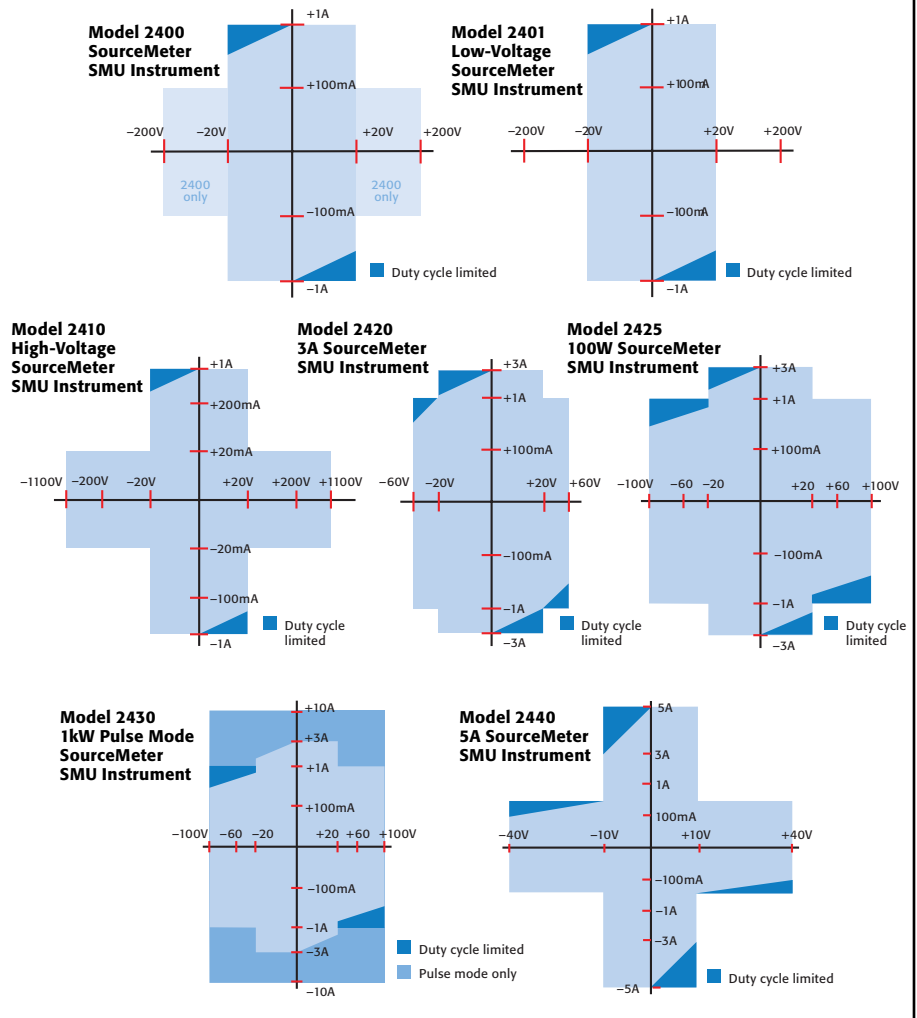 Model 2400
SourceMeter
SMU Instrument
+1A
+100mA
−200V −20V +20V +200V
2400
only
2400
only
−100mA
Duty cycle limited
−1A
Model 2401
Low-Voltage
SourceMeter
SMU Instrument
+1A
+100mA
−200V −20V +20V +200V
−100mA
Duty cycle limited
−1A
Model 2410
High-Voltage
SourceMeter
SMU Instrument
+1A
+200mA
+20mA
−1100V −200V −20V +20V +200V +1100V
−20mA
−100mA
Duty cycle
limited
−1A
Model 2420
3A SourceMeter
SMU Instrument
+3A
+1A
+100mA
−60V −20V +20V +60V
−100mA
−1A
Duty cycle
limited
−3A
Model 2425
100W SourceMeter
SMU Instrument
+3A
+1A
+100mA
−100V −60 −20 +20 +60 +100V
−100mA
−1A
Duty cycle
limited
−3A
Model 2430
1kW Pulse Mode
SourceMeter
SMU Instrument
+10A
+3A
+1A
+100mA
−100V −60 −20 +20 +60 +100V
−100mA
−1A
−3A
Duty cycle limited
Pulse mode only
−10A
Model 2440
5A SourceMeter
SMU Instrument
5A
3A
1A
100mA
−40V −10V +10V +40V
−100mA
−1A
−3A
Duty cycle limited
−5A